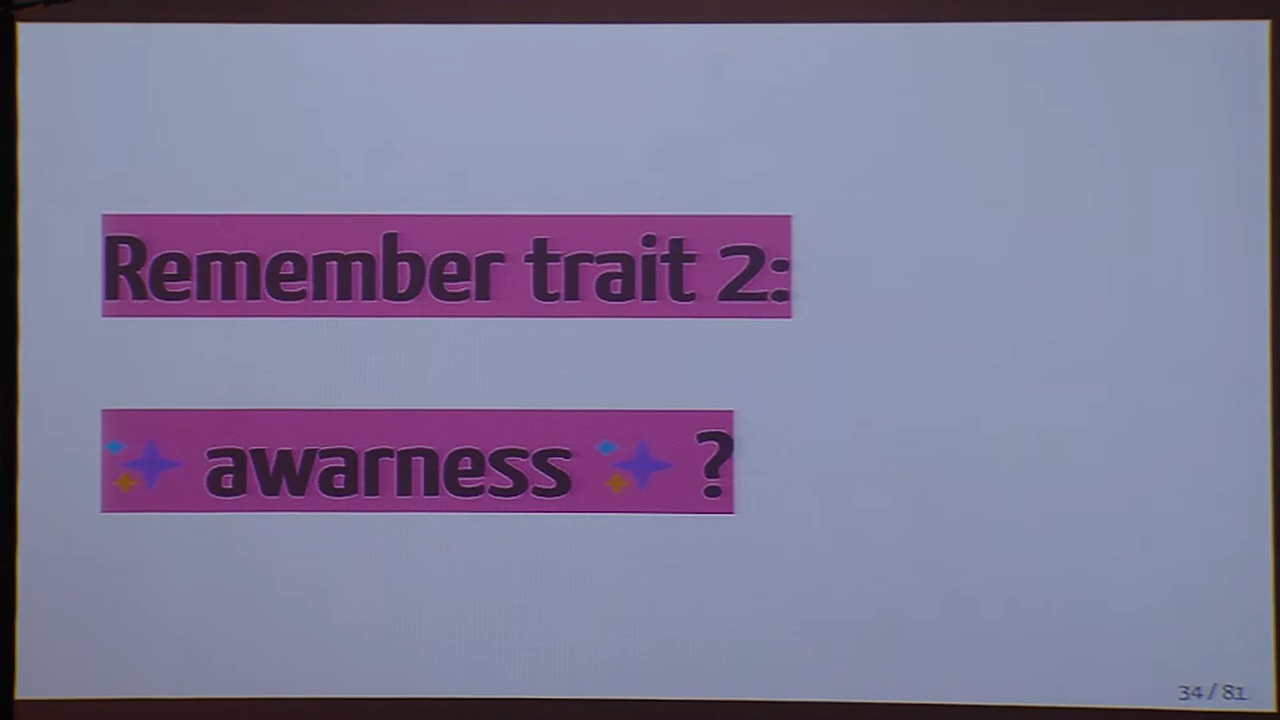 Remember trait 2:
✨ awarness ✨ ?
34 / 81